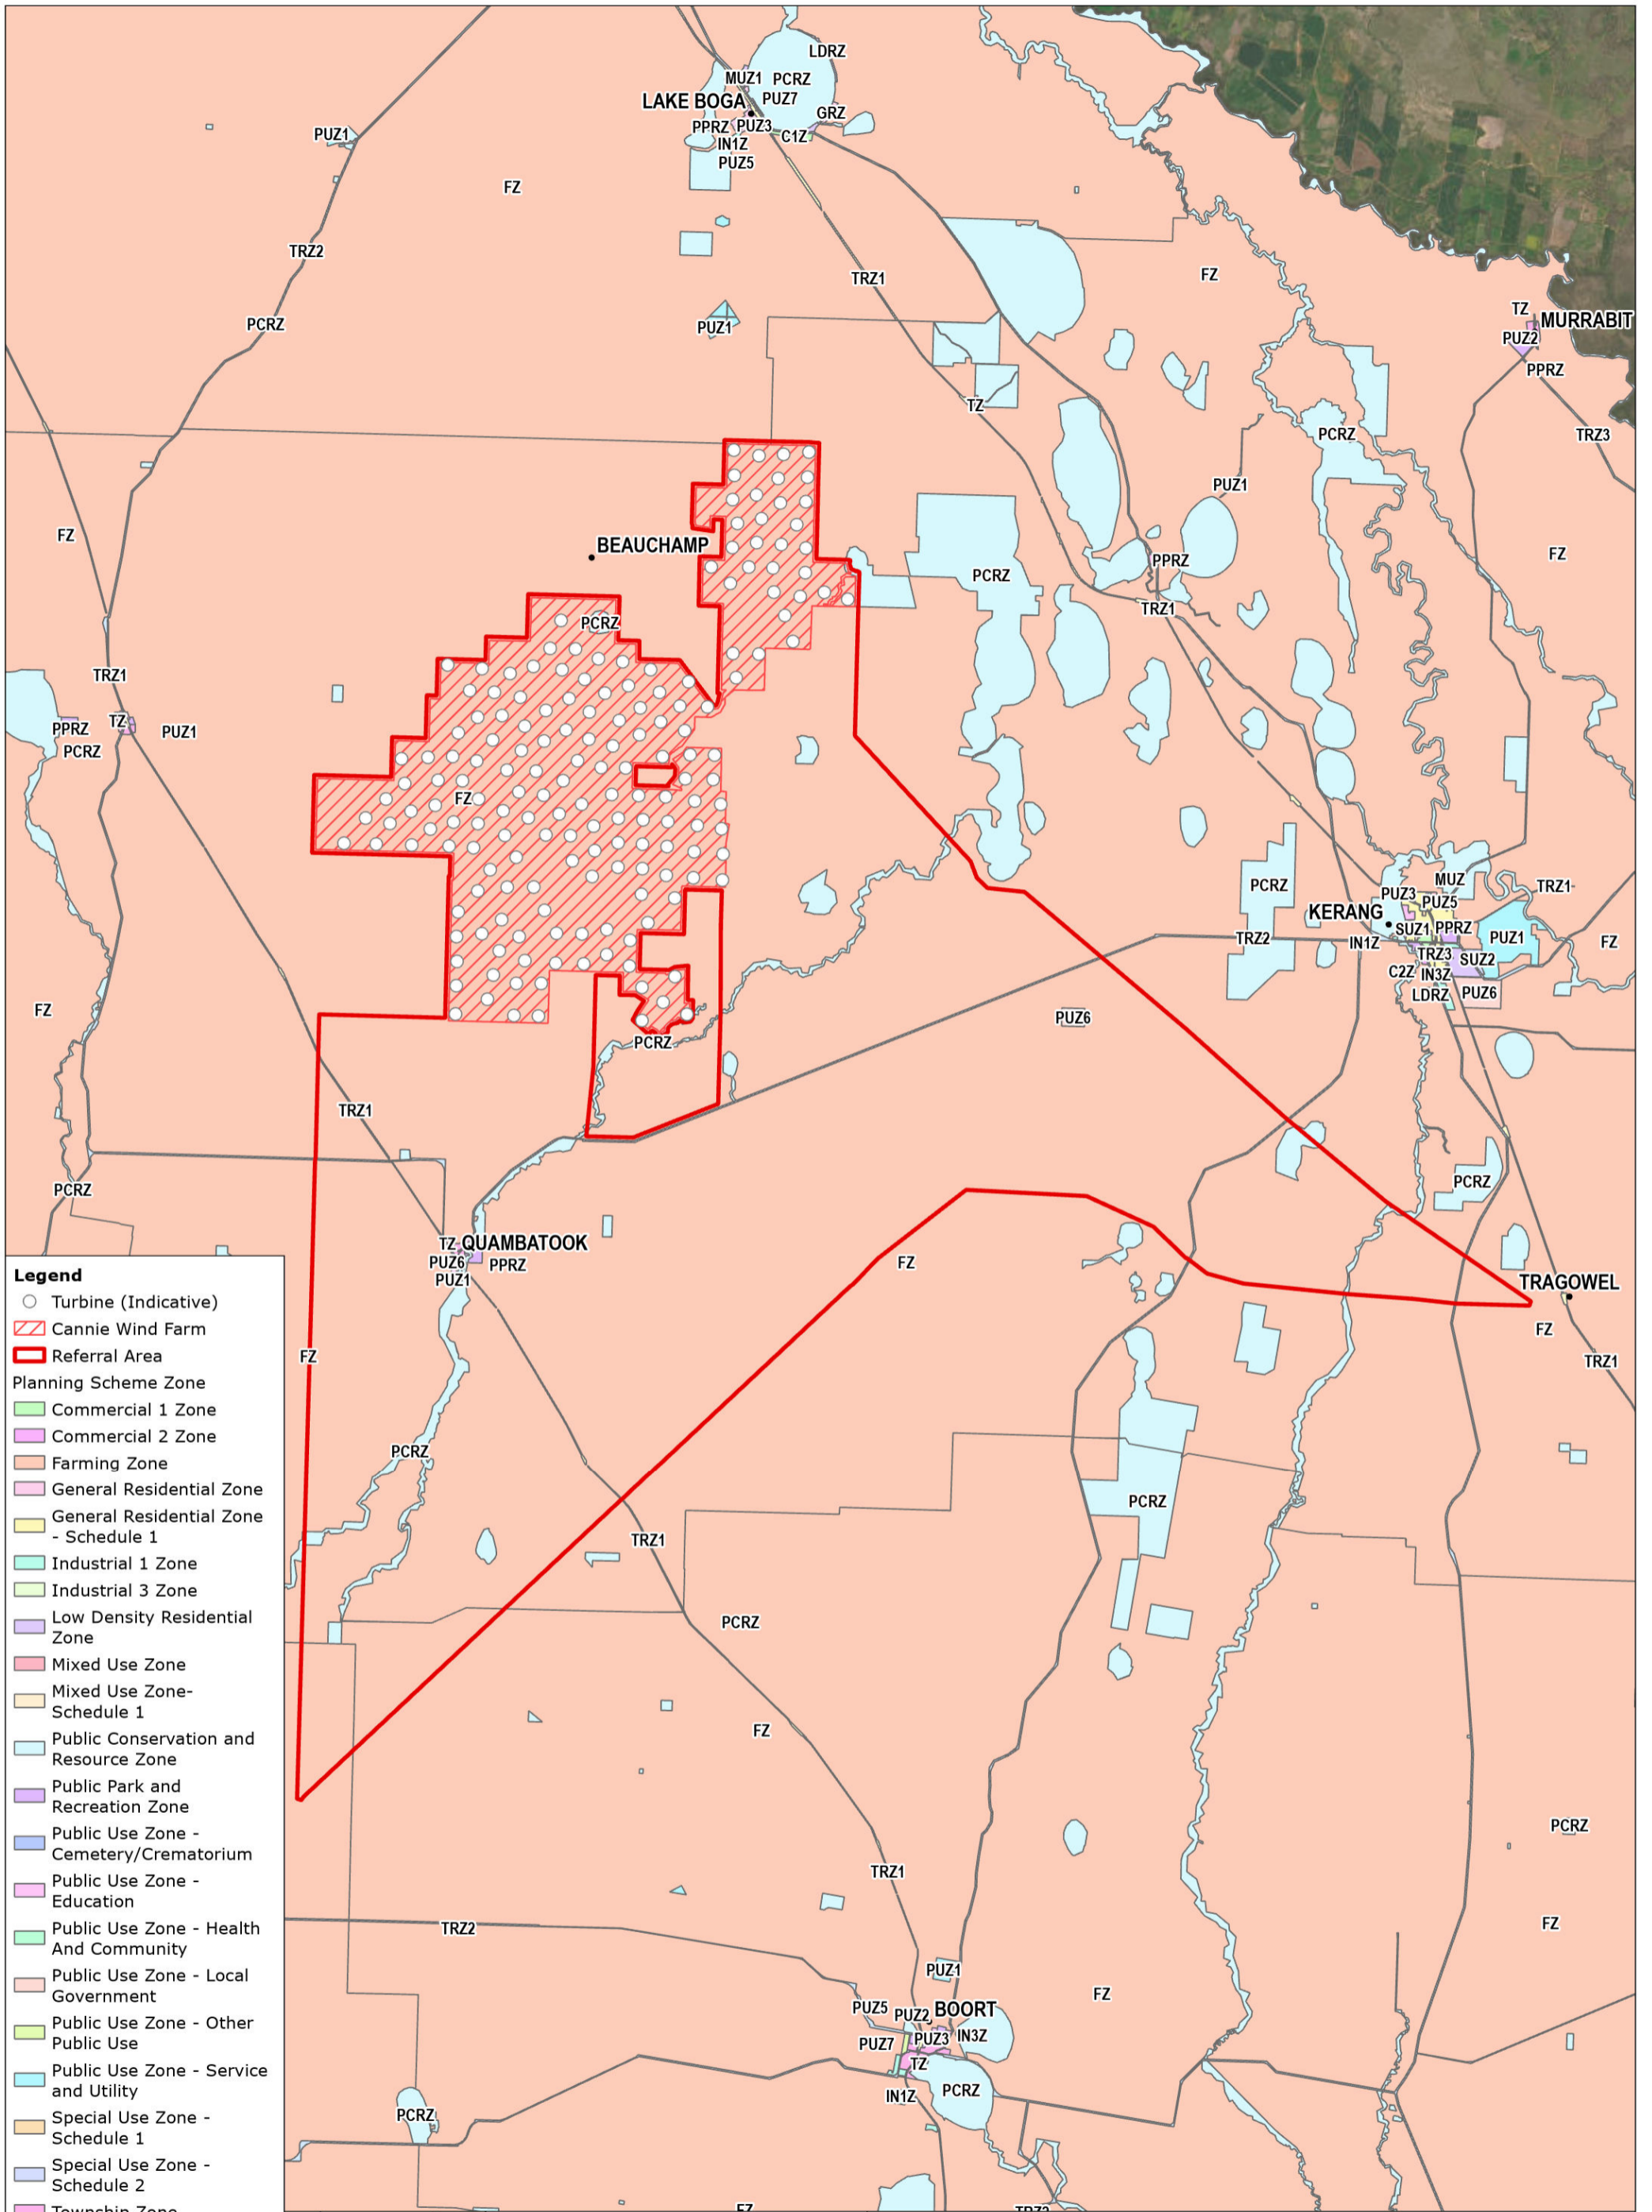 LDRZ
MUZ1
PCRZ
LAKE BOGA
PUZ7
GRZ
PPRZ
PUZ3
C1Z
PUZ1
IN1Z
PUZ5
FZ
TRZ2
TRZ1
FZ
PCRZ
PUZ1
TZ
MURRABIT
PUZ2
PPRZ
TZ
PCRZ
TRZ3
PUZ1
FZ
BEAUCHAMP
FZ
PCRZ
PPRZ
TRZ1
PCRZ
TRZ1
PPRZ
TZ
PUZ1
PCRZ
FZ
PCRZ
MUZ
TRZ1
PUZ3
PUZ5
KERANG
SUZ1
PPRZ
PUZ1
TRZ2
IN1Z
FZ
TRZ3
SUZ2
C2Z
IN3Z
LDRZ
PUZ6
FZ
PUZ6
PCRZ
TRZ1
PCRZ
PCRZ
TZ
QUAMBATOOK
PUZ6
PPRZ
PUZ1
FZ
TRAGOWEL
FZ
FZ
TRZ1
PCRZ
PCRZ
TRZ1
PCRZ
FZ
PCRZ
TRZ1
TRZ2
FZ
PUZ1
FZ
PUZ5
PUZ2
BOORT
PUZ7
PUZ3
IN3Z
TZ
IN1Z
PCRZ
PCRZ
FZ
TRZ2
Legend
Turbine (Indicative)
Cannie Wind Farm
Referral Area
Planning Scheme Zone
Commercial 1 Zone
Commercial 2 Zone
Farming Zone
General Residential Zone
General Residential Zone
- Schedule 1
Industrial 1 Zone
Industrial 3 Zone
Low Density Residential
Zone
Mixed Use Zone
Mixed Use Zone-
Schedule 1
Public Conservation and
Resource Zone
Public Park and
Recreation Zone
Public Use Zone -
Cemetery/Crematorium
Public Use Zone -
Education
Public Use Zone - Health
And Community
Public Use Zone - Local
Government
Public Use Zone - Other
Public Use
Public Use Zone - Service
and Utility
Special Use Zone -
Schedule 1
Special Use Zone -
Schedule 2
Township Zone